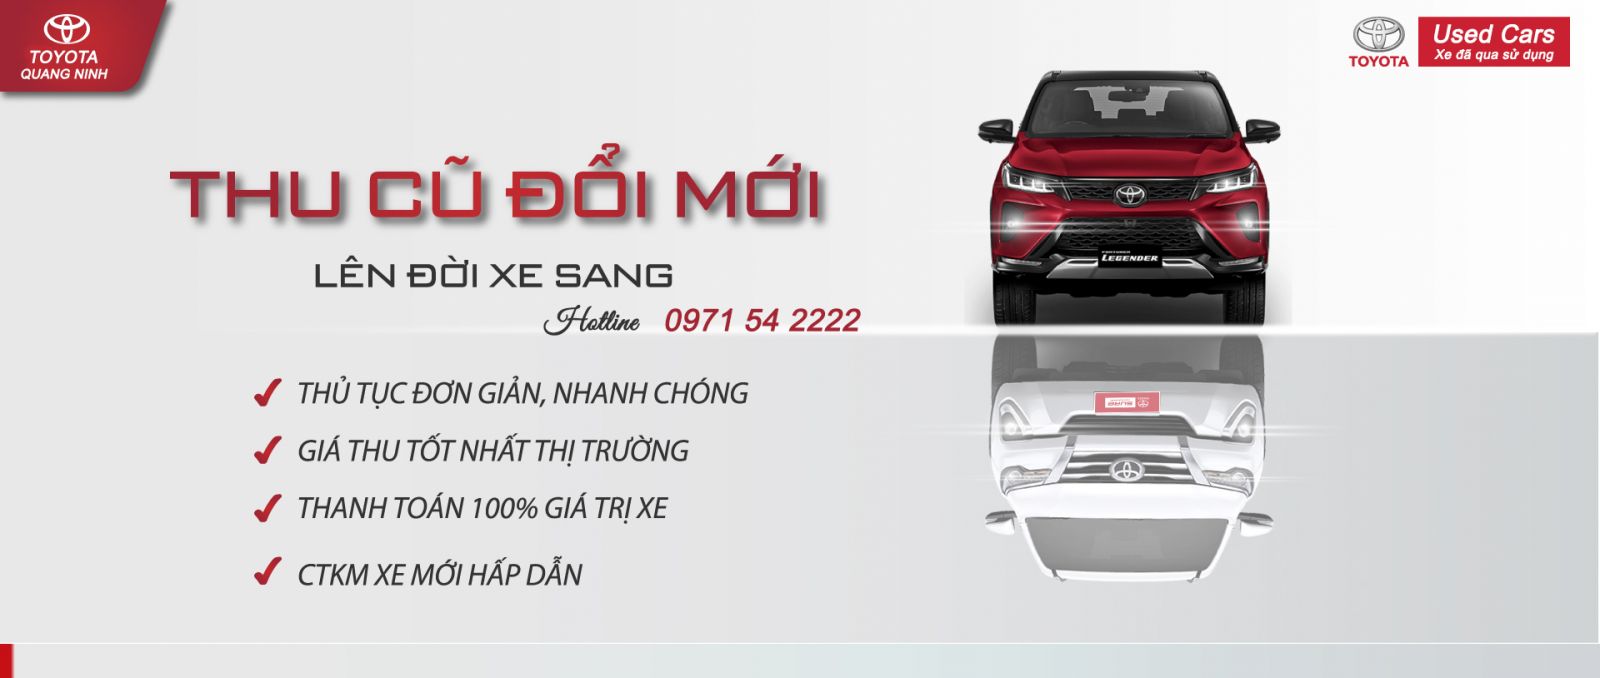 TOYOTA
QUANG NINH
TOYOTA
Used Cars
Xe đã qua sử dụng
THU CŨ ĐỔI MỚI
LÊN ĐỜI XE SANG
Hotline 0971 54 2222
FORTUNER
LEGENDER
THỦ TỤC ĐƠN GIẢN, NHANH CHÓNG
GIÁ THU TỐT NHẤT THỊ TRƯỜNG
THANH TOÁN 100% GIÁ TRỊ XE
CTKM XE MỚI HẤP DẪN
SURE